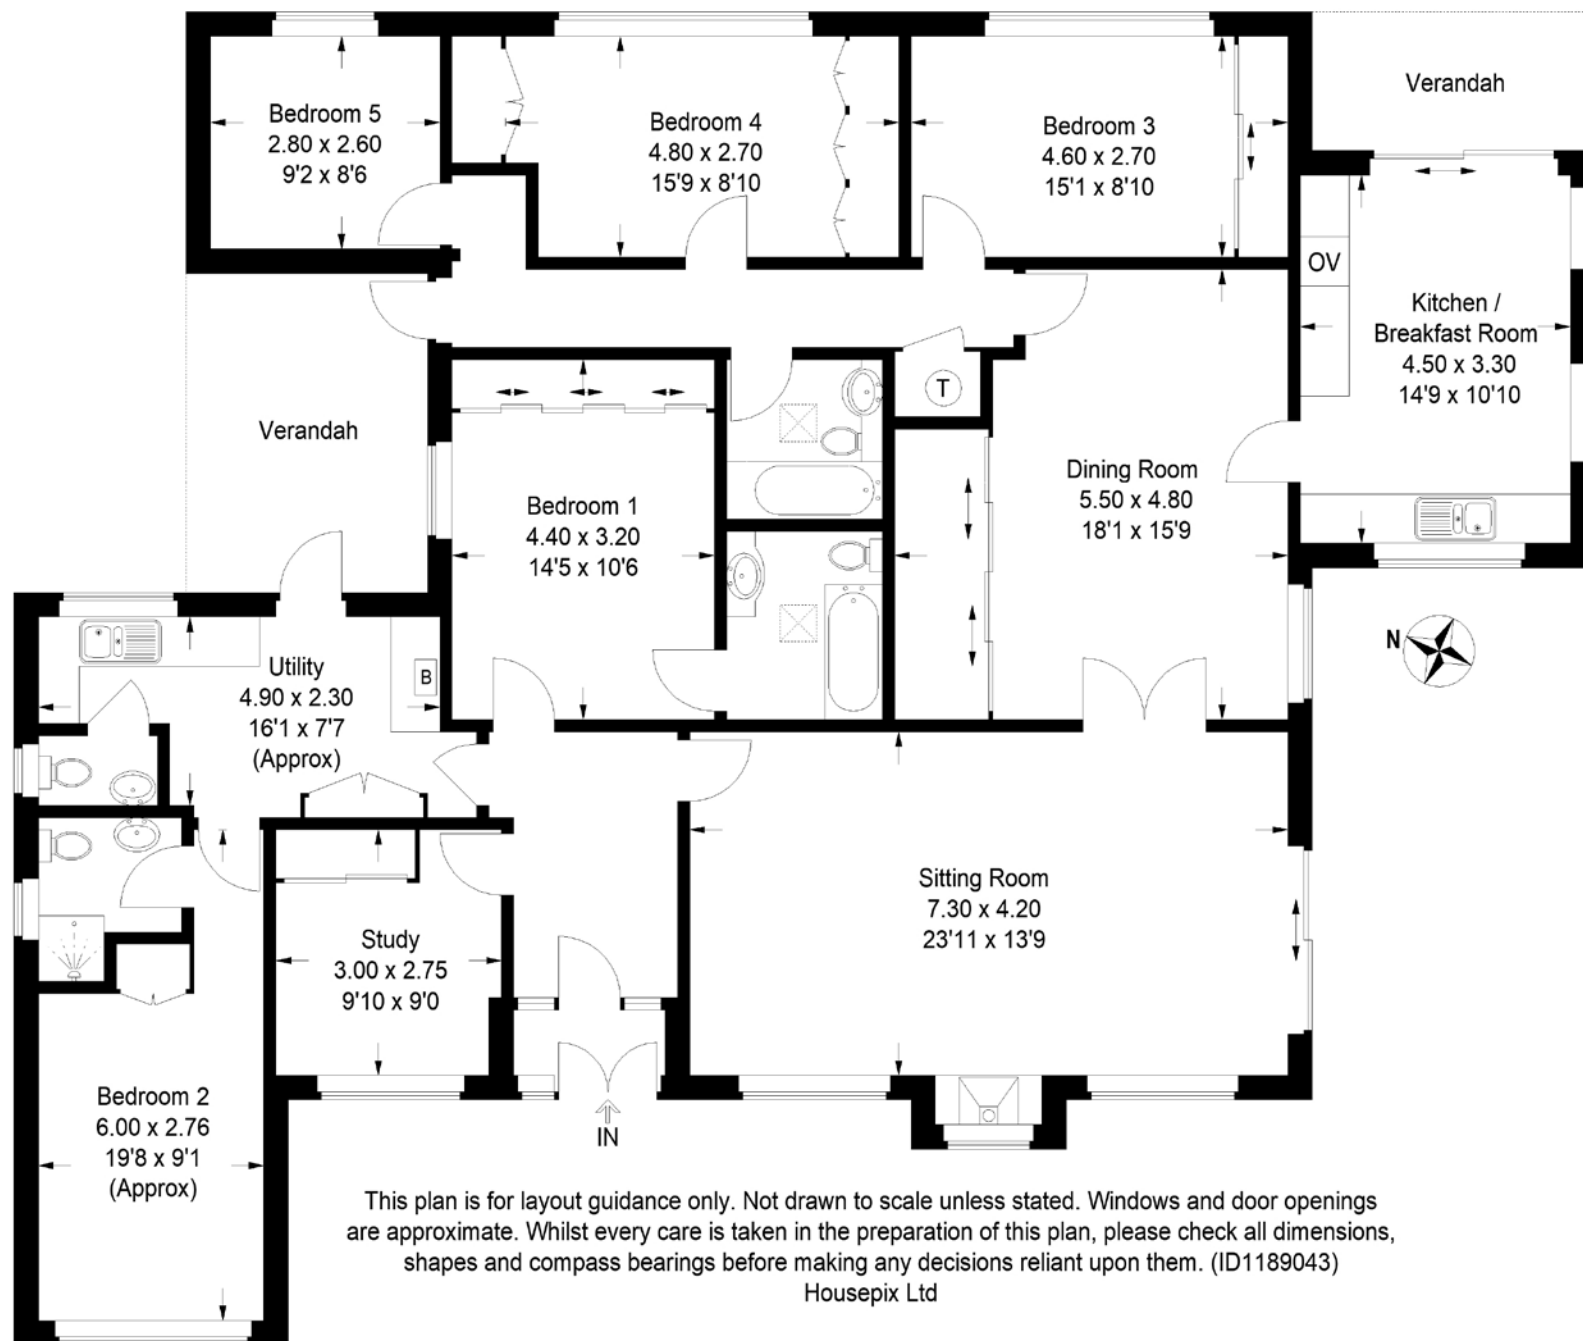 Bedroom 5
2.80 x 2.60
9'2 x 8'6
Bedroom 4
4.80 x 2.70
15'9 x 8'10
Bedroom 3
4.60 x 2.70
15'1 x 8'10
Verandah
OV
Kitchen /
Breakfast Room
4.50 x 3.30
14'9 x 10'10
Verandah
T
Bedroom 1
4.40 x 3.20
14'5 x 10'6
Dining Room
5.50 x 4.80
18'1 x 15'9
N
Utility
4.90 x 2.30
16'1 x 7'7
(Approx)
B
Sitting Room
7.30 x 4.20
23'11 x 13'9
Study
3.00 x 2.75
9'10 x 9'0
Bedroom 2
6.00 x 2.76
19'8 x 9'1
(Approx)
IN
This plan is for layout guidance only. Not drawn to scale unless stated. Windows and door openings
are approximate. Whilst every care is taken in the preparation of this plan, please check all dimensions,
shapes and compass bearings before making any decisions reliant upon them. (ID1189043)
Housepix Ltd